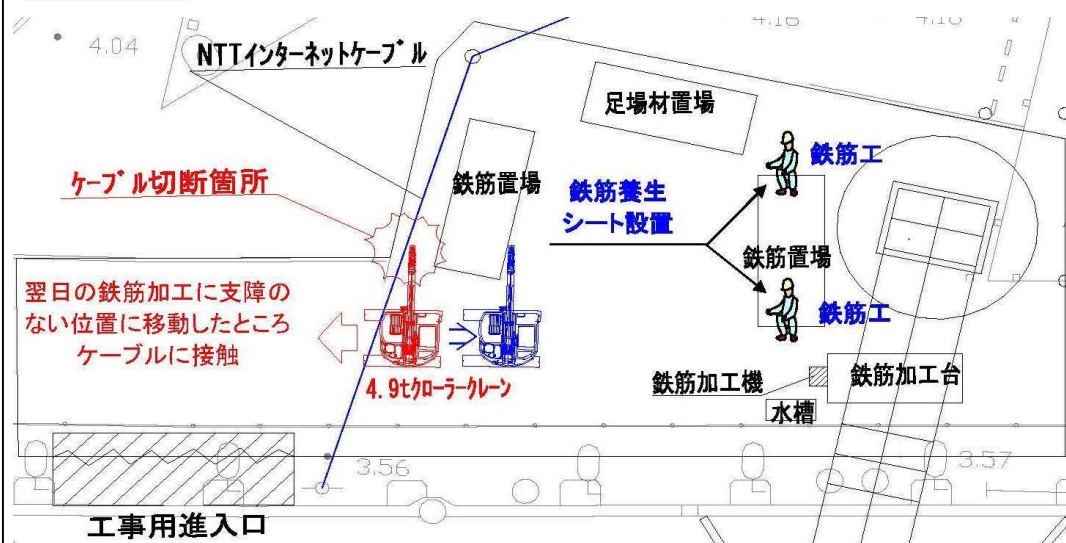 4.04
NTTインターネットケーブル
4.16
4.16
足場材置場
鉄筋工
ケーブル切断箇所
鉄筋置場
鉄筋養生
シート設置
鉄筋置場
翌日の鉄筋加工に支障の
ない位置に移動したところ
ケーブルに接触
鉄筋工
4.9tクローラークレーン
鉄筋加工機
鉄筋加工台
水槽
3.56
3.57
工事用進入口